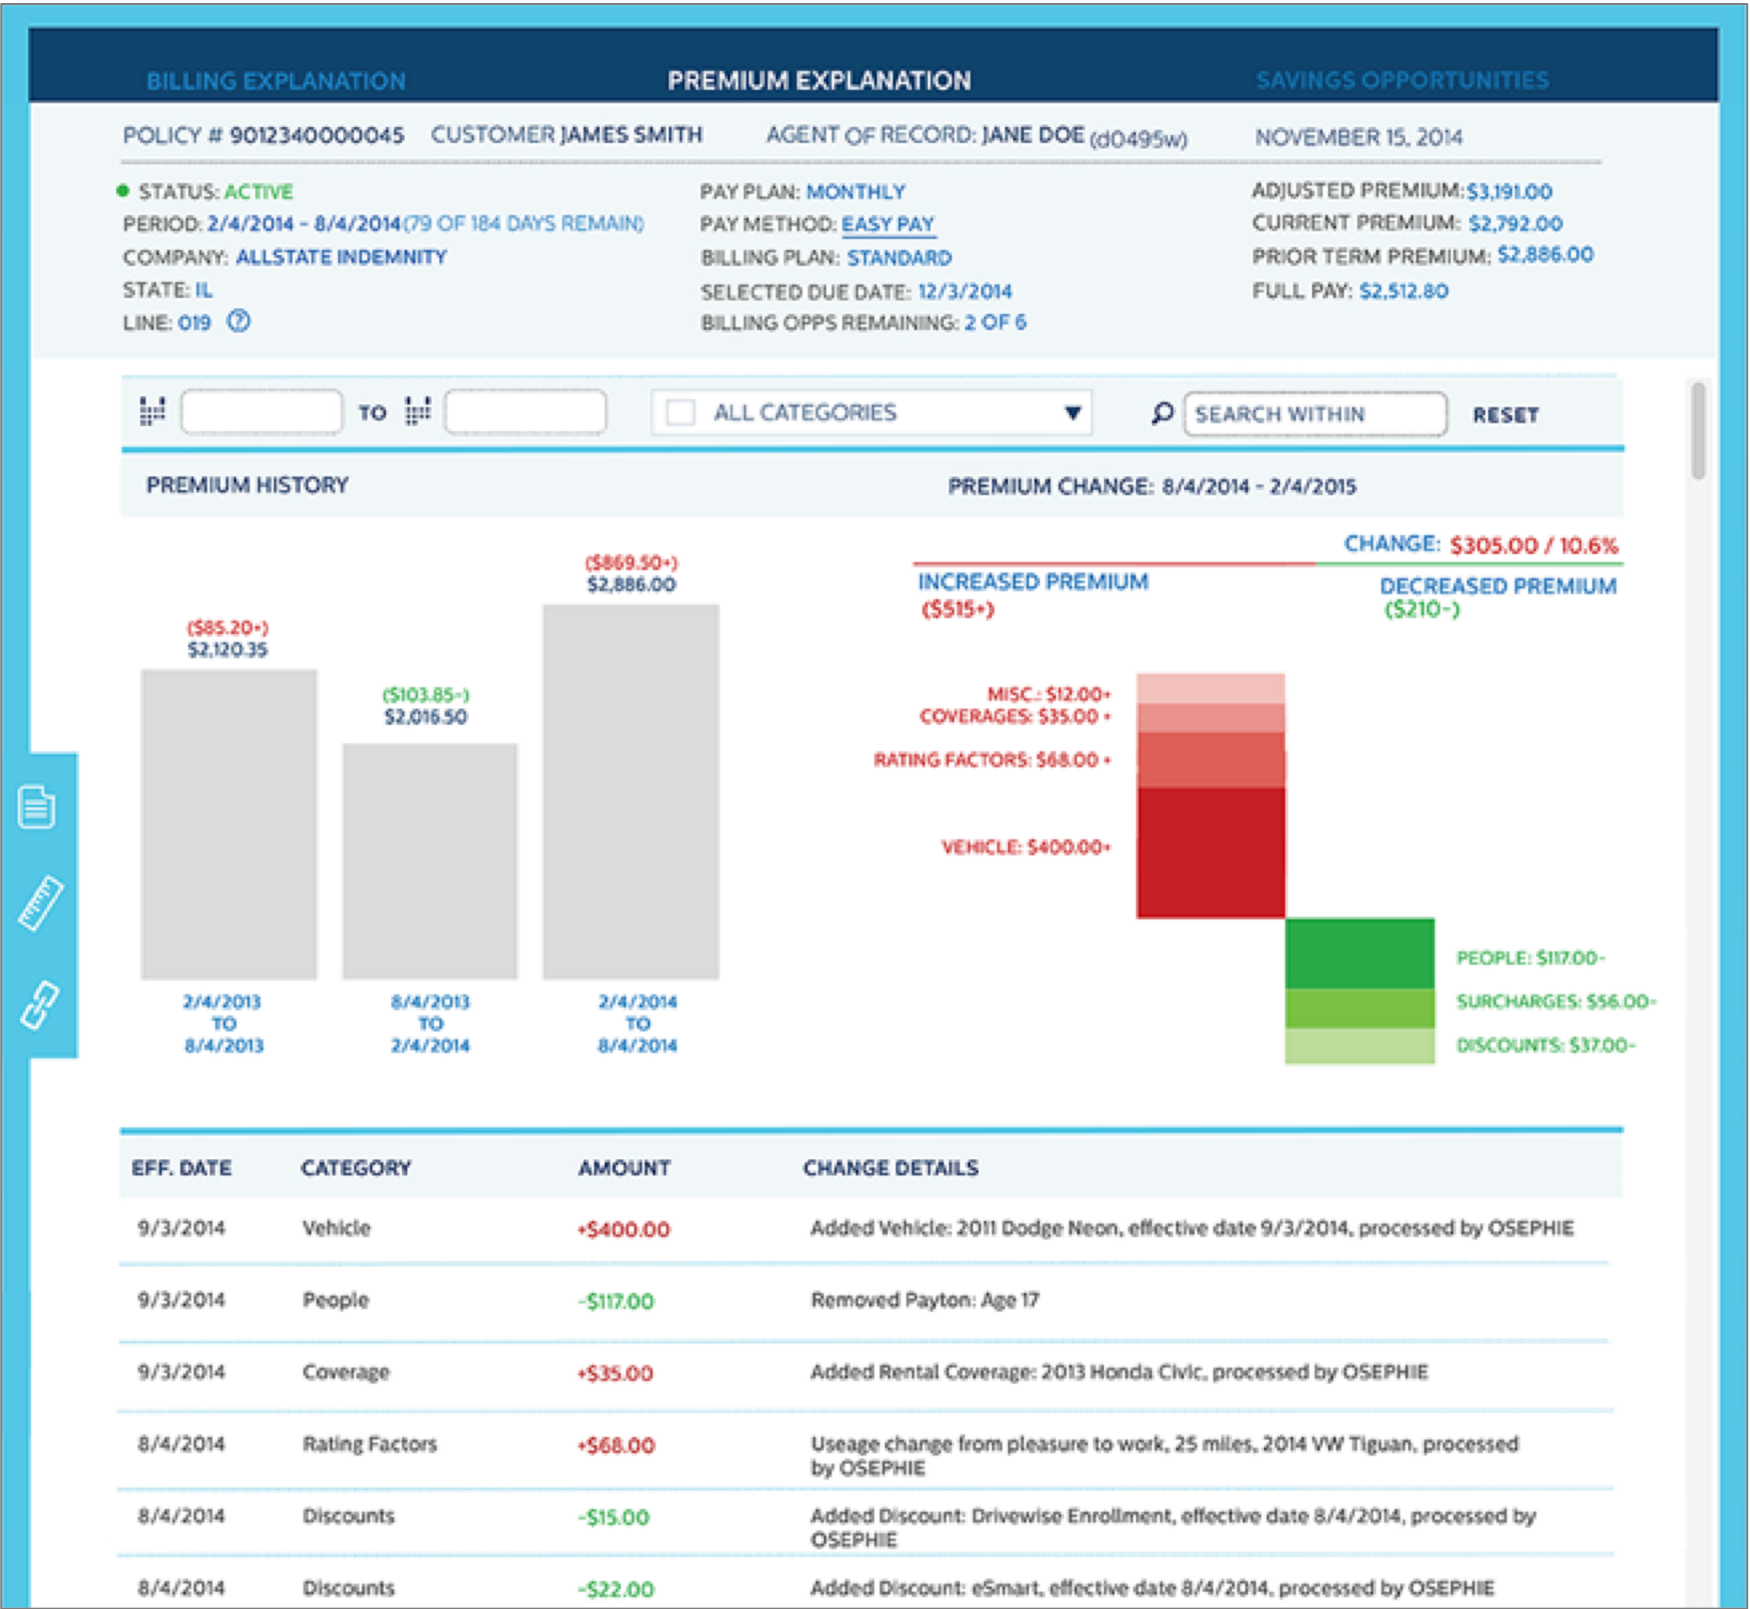 BILLING EXPLANATION PREMIUM EXPLANATION SAVINGS OPPORTUNITIES
POLICY # 9012340000045 CUSTOMER JAMES SMITH AGENT OF RECORD: JANE DOE (d0495w) NOVEMBER 15, 2014
STATUS: ACTIVE
PERIOD: 2/4/2014 - 8/4/2014 (79 OF 184 DAYS REMAIN)
COMPANY: ALLSTATE INDEMNITY
STATE: IL
LINE: 019 ?
PAY PLAN: MONTHLY
PAY METHOD: EASY PAY
BILLING PLAN: STANDARD
SELECTED DUE DATE: 12/3/2014
BILLING OPPS REMAINING: 2 OF 6
ADJUSTED PREMIUM: $3,191.00
CURRENT PREMIUM: $2,792.00
PRIOR TERM PREMIUM: $2,886.00
FULL PAY: $2,512.80
TO ALL CATEGORIES SEARCH WITHIN RESET
PREMIUM HISTORY
($85.20+)
$2,120.35
($103.85-)
$2,016.50
($869.50+)
$2,886.00
2/4/2013
TO
8/4/2013
8/4/2013
TO
2/4/2014
2/4/2014
TO
8/4/2014
PREMIUM CHANGE: 8/4/2014 - 2/4/2015
CHANGE: $305.00 / 10.6%
INCREASED PREMIUM
($515+)
DECREASED PREMIUM
($210-)
MISC.: $12.00+
COVERAGES: $35.00 +
RATING FACTORS: $68.00 +
VEHICLE: $400.00+
PEOPLE: $117.00-
SURCHARGES: $56.00-
DISCOUNTS: $37.00-
EFF. DATE CATEGORY AMOUNT CHANGE DETAILS
9/3/2014 Vehicle +$400.00 Added Vehicle: 2011 Dodge Neon, effective date 9/3/2014, processed by OSEPHIE
9/3/2014 People -$117.00 Removed Payton: Age 17
9/3/2014 Coverage +$35.00 Added Rental Coverage: 2013 Honda Civic, processed by OSEPHIE
8/4/2014 Rating Factors +$68.00 Useage change from pleasure to work, 25 miles, 2014 VW Tiguan, processed
by OSEPHIE
8/4/2014 Discounts -$15.00 Added Discount: Drivewise Enrollment, effective date 8/4/2014, processed by
OSEPHIE
8/4/2014 Discounts -$22.00 Added Discount: eSmart, effective date 8/4/2014, processed by OSEPHIE